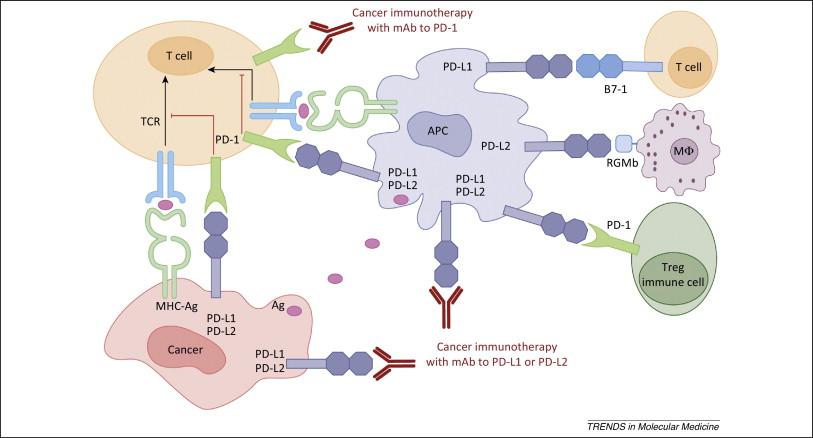 Cancer immunotherapy
with mAb to PD-1
T cell
TCR
PD-1
PD-L1
B7-1
T cell
APC
PD-L2
RGMb
MΦ
PD-L1
PD-L2
PD-L1
PD-L2
PD-1
Treg
immune cell
MHC-Ag
Ag
PD-L1
PD-L2
Cancer
PD-L1
PD-L2
Cancer immunotherapy
with mAb to PD-L1 or PD-L2
TRENDS in Molecular Medicine